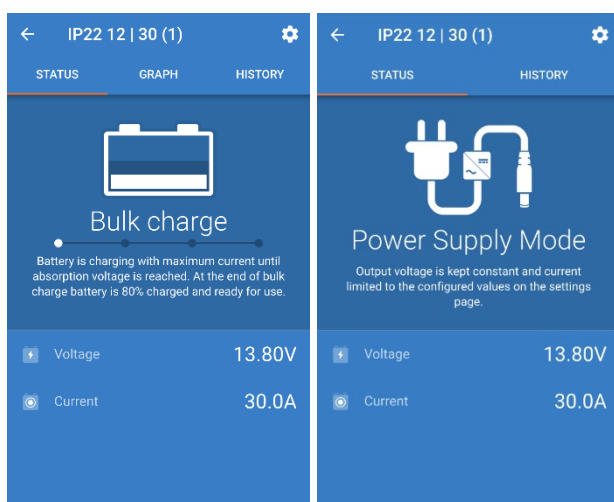 IP22 12 | 30 (1)
STATUS GRAPH HISTORY
Bulk charge
Battery is charging with maximum current until
absorption voltage is reached. At the end of bulk
charge battery is 80% charged and ready for use.
Voltage 13.80V
Current 30.0A
IP22 12 | 30 (1)
STATUS HISTORY
Power Supply Mode
Output voltage is kept constant and current
limited to the configured values on the settings
page.
Voltage 13.80V
Current 30.0A